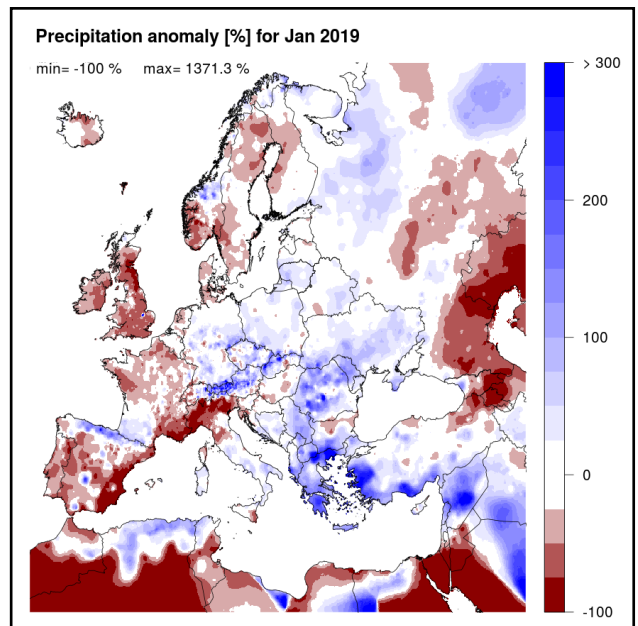 Precipitation anomaly [%] for Jan 2019
min= -100 %     max= 1371.3 %
> 300
200
100
0
-100